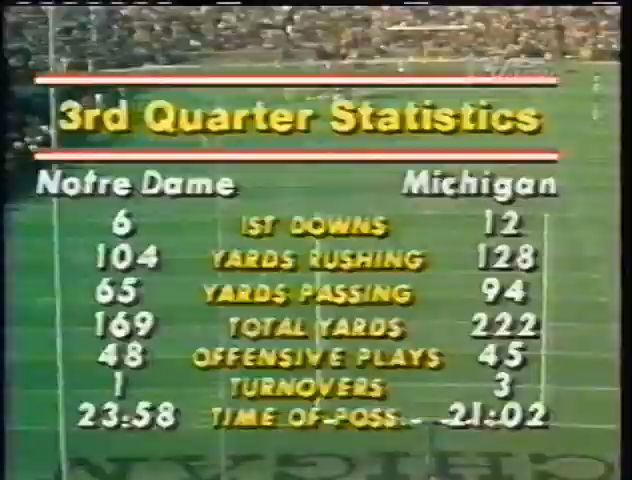 3rd Quarter Statistics
Notre Dame Michigan
6 1ST DOWNS 12
104 YARDS RUSHING 128
65 YARDS PASSING 94
169 TOTAL YARDS 222
48 OFFENSIVE PLAYS 45
1 TURNOVERS 3
23:58 TIME OF POSS. 21:02